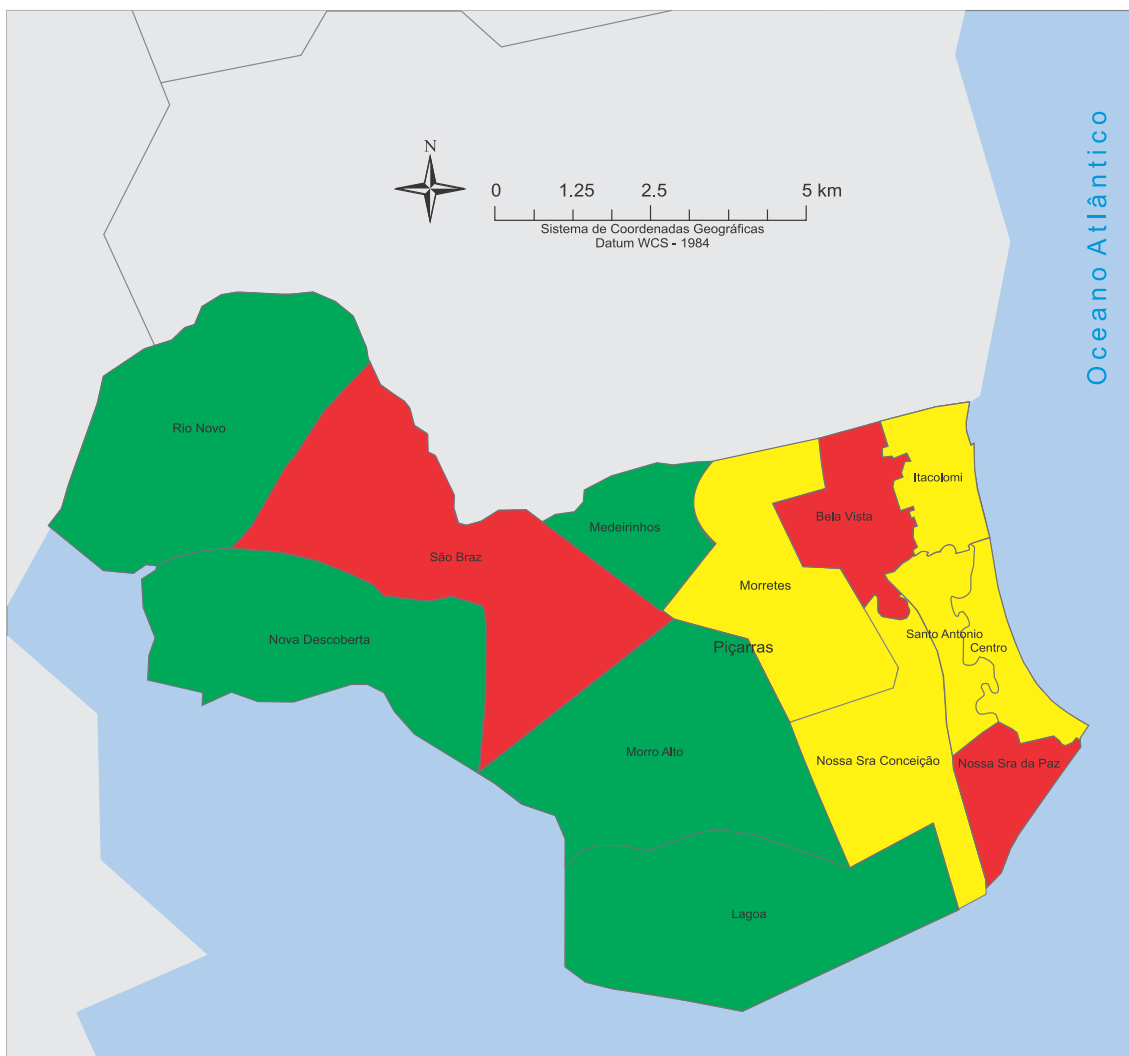 N
0 1.25 2.5 5 km
Sistema de Coordenadas Geográficas
Datum WCS - 1984
Oceano Atlântico
Rio Novo
Itacolomi
Bela Vista
Medeirinhos
São Braz
Morretes
Santo Antônio
Nova Descoberta
Centro
Piçarras
Morro Alto
Nossa Sra Conceição
Nossa Sra da Paz
Lagoa